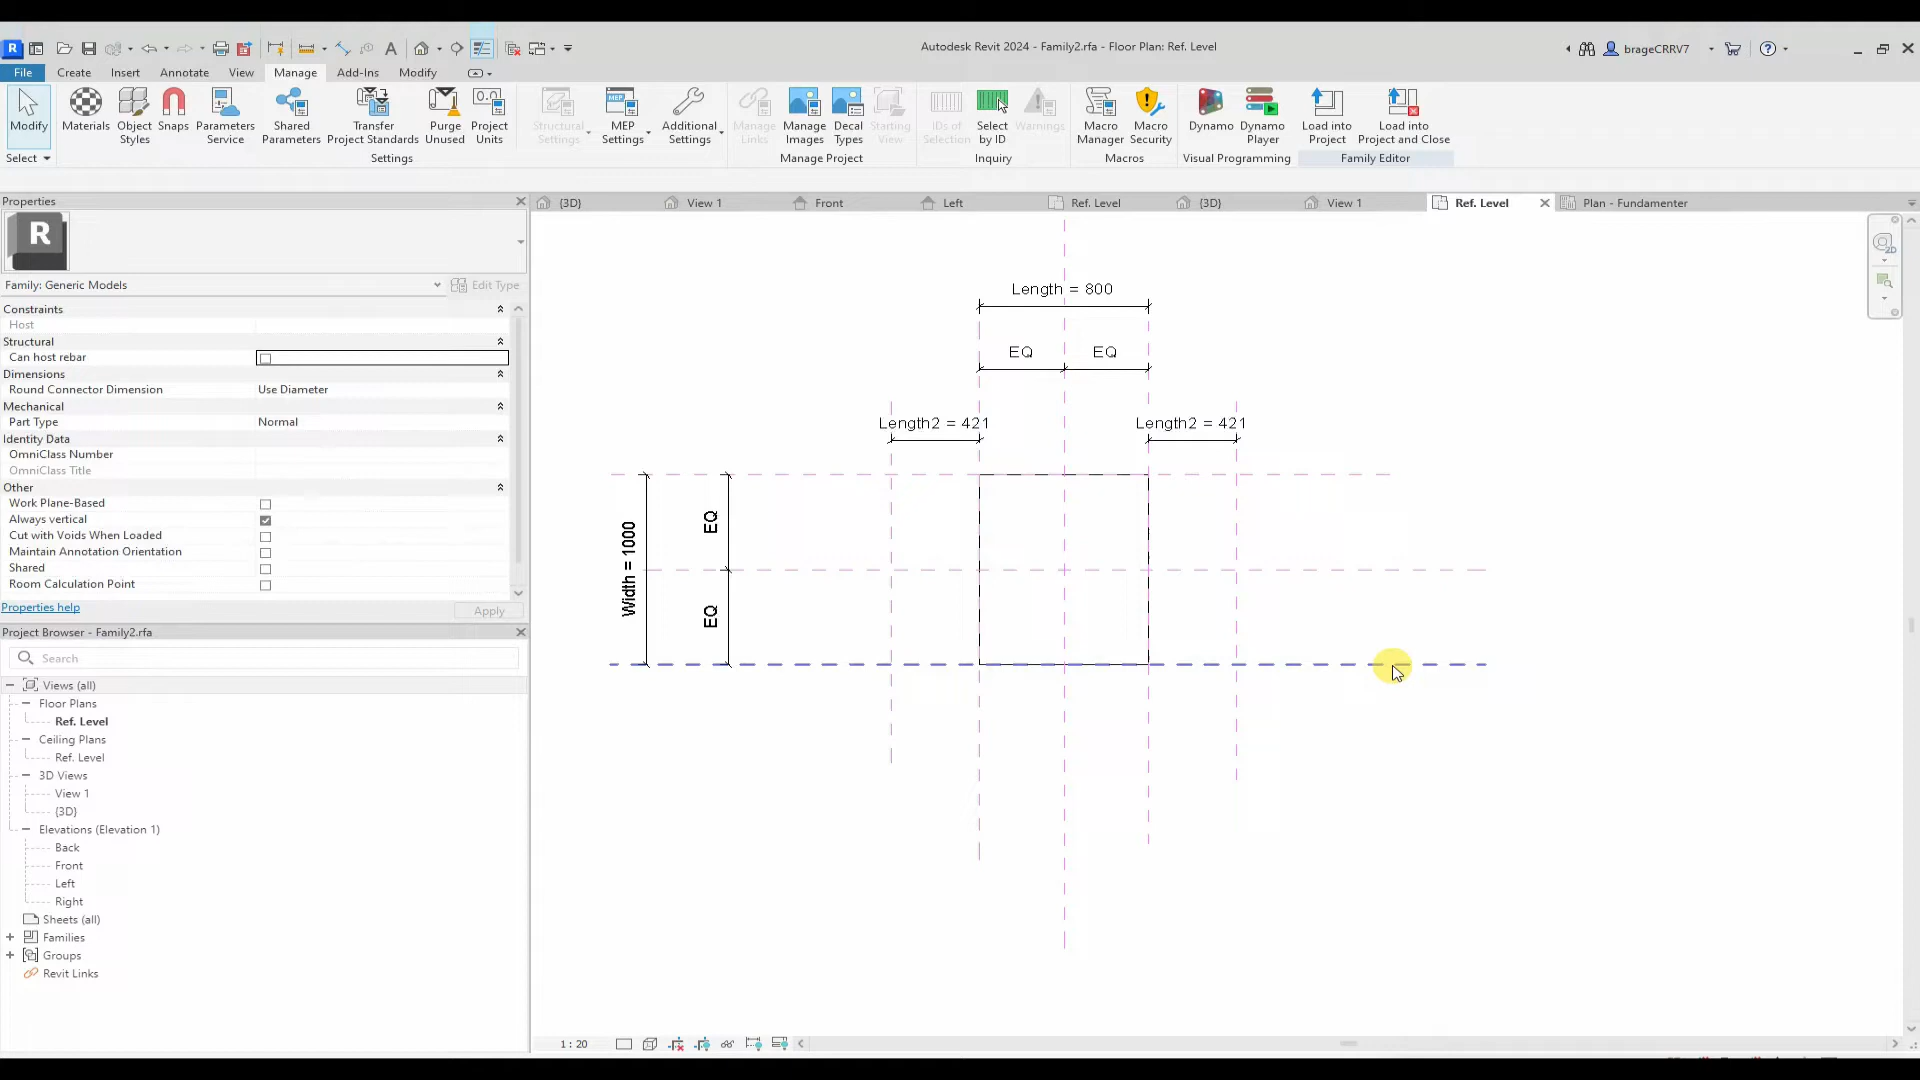 Autodesk Revit 2024 - Family2.rfa - Floor Plan: Ref. Level
brageCRRV7
File Create Insert Annotate View Manage Add-Ins Modify
Modify
Materials
Object Styles
Snaps
Parameters Service
Shared Parameters
Transfer Project Standards
Purge Unused
Project Units
Structural Settings
MEP Settings
Additional Settings
Manage Links
Manage Images
Decal Types
Starting View
IDs of Selection
Select by ID
Warnings
Macro Manager
Macro Security
Dynamo
Dynamo Player
Load into Project
Load into Project and Close
Select
Settings
Manage Project
Inquiry
Macros
Visual Programming
Family Editor
Properties
{3D} View 1 Front Left Ref. Level {3D} View 1 Ref. Level Plan - Fundamenter
R
Family: Generic Models
Edit Type
Constraints
Host
Structural
Can host rebar
Dimensions
Round Connector Dimension Use Diameter
Mechanical
Part Type Normal
Identity Data
OmniClass Number
OmniClass Title
Other
Work Plane-Based
Always vertical
Cut with Voids When Loaded
Maintain Annotation Orientation
Shared
Room Calculation Point
Properties help
Apply
Project Browser - Family2.rfa
Search
Views (all)
Floor Plans
Ref. Level
Ceiling Plans
Ref. Level
3D Views
View 1
{3D}
Elevations (Elevation 1)
Back
Front
Left
Right
Sheets (all)
Families
Groups
Revit Links
Length = 800
EQ EQ
Length2 = 421 Length2 = 421
Width = 1000
EQ
EQ
1 : 20